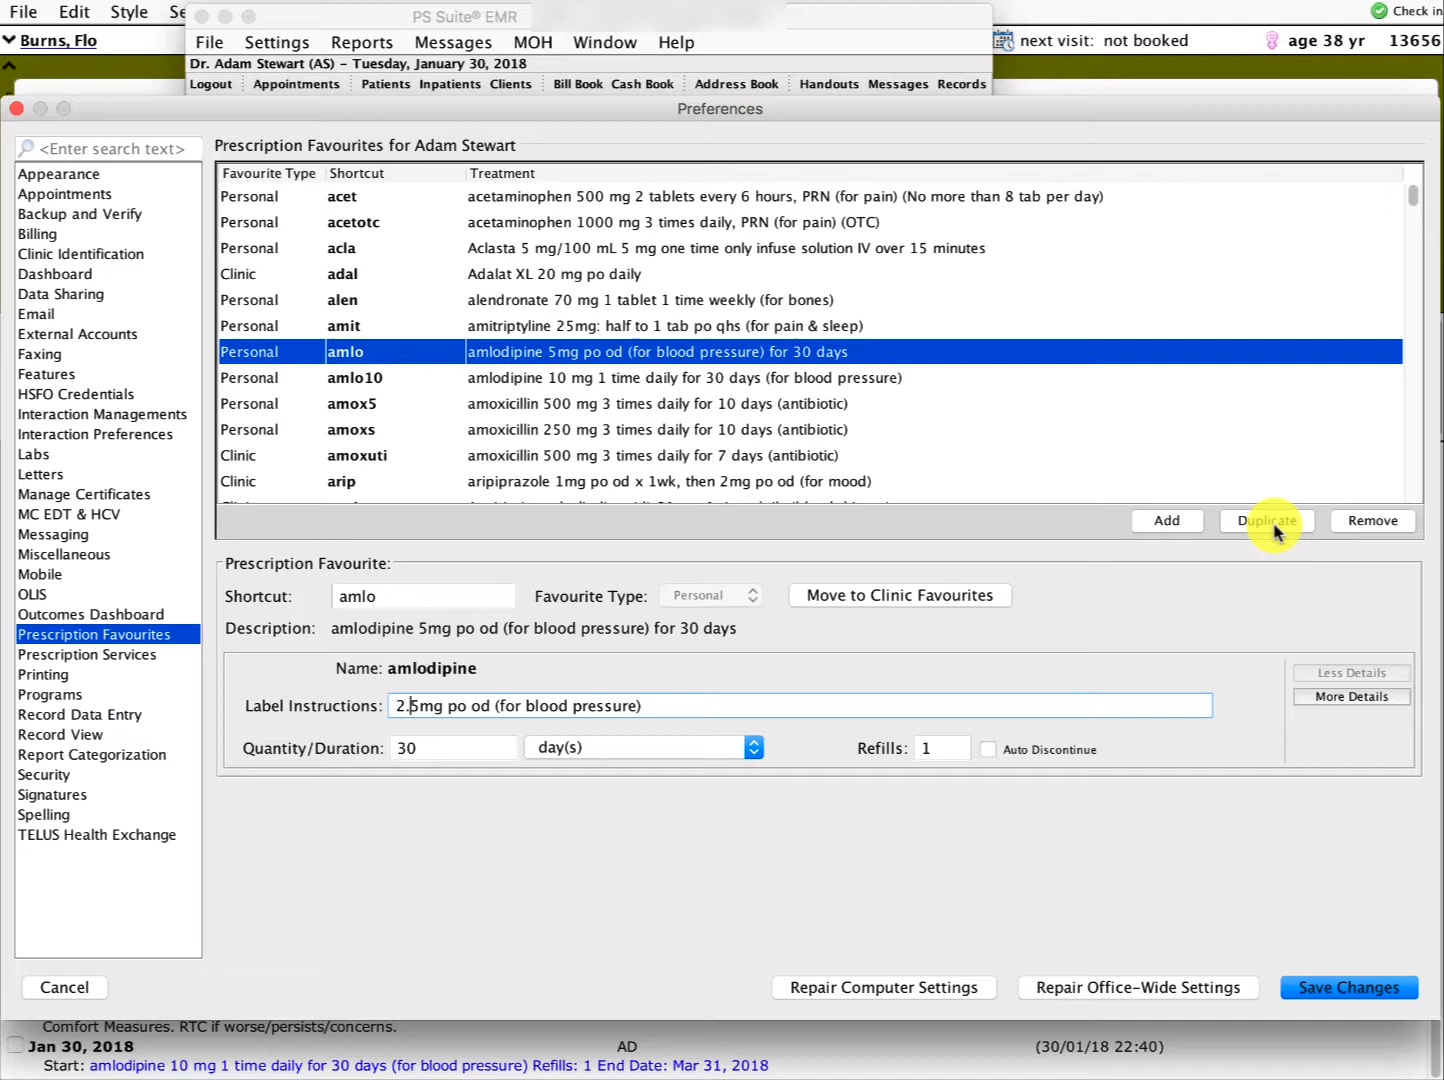 File Edit Style
PS Suite® EMR
Check in
Burns, Flo
File Settings Reports Messages MOH Window Help
next visit: not booked age 38 yr 13656
Dr. Adam Stewart (AS) – Tuesday, January 30, 2018
Logout Appointments Patients Inpatients Clients Bill Book Cash Book Address Book Handouts Messages Records
Preferences
<Enter search text>
Appearance
Appointments
Backup and Verify
Billing
Clinic Identification
Dashboard
Data Sharing
Email
External Accounts
Faxing
Features
HSFO Credentials
Interaction Managements
Interaction Preferences
Labs
Letters
Manage Certificates
MC EDT & HCV
Messaging
Miscellaneous
Mobile
OLIS
Outcomes Dashboard
Prescription Favourites
Prescription Services
Printing
Programs
Record Data Entry
Record View
Report Categorization
Security
Signatures
Spelling
TELUS Health Exchange
Prescription Favourites for Adam Stewart
Favourite Type Shortcut Treatment
Personal acet acetaminophen 500 mg 2 tablets every 6 hours, PRN (for pain) (No more than 8 tab per day)
Personal acetotc acetaminophen 1000 mg 3 times daily, PRN (for pain) (OTC)
Personal acla Aclasta 5 mg/100 mL 5 mg one time only infuse solution IV over 15 minutes
Clinic adal Adalat XL 20 mg po daily
Personal alen alendronate 70 mg 1 tablet 1 time weekly (for bones)
Personal amit amitriptyline 25mg: half to 1 tab po qhs (for pain & sleep)
Personal amlo amlodipine 5mg po od (for blood pressure) for 30 days
Personal amlo10 amlodipine 10 mg 1 time daily for 30 days (for blood pressure)
Personal amox5 amoxicillin 500 mg 3 times daily for 10 days (antibiotic)
Personal amoxs amoxicillin 250 mg 3 times daily for 10 days (antibiotic)
Clinic amoxuti amoxicillin 500 mg 3 times daily for 7 days (antibiotic)
Clinic arip aripiprazole 1mg po od x 1wk, then 2mg po od (for mood)
Add Duplicate Remove
Prescription Favourite:
Shortcut: amlo Favourite Type: Personal Move to Clinic Favourites
Description: amlodipine 5mg po od (for blood pressure) for 30 days
Name: amlodipine
Less Details
More Details
Label Instructions: 2.5mg po od (for blood pressure)
Quantity/Duration: 30 day(s) Refills: 1 Auto Discontinue
Cancel Repair Computer Settings Repair Office-Wide Settings Save Changes
Comfort Measures. RTC if worse/persists/concerns.
Jan 30, 2018 AD (30/01/18 22:40)
Start: amlodipine 10 mg 1 time daily for 30 days (for blood pressure) Refills: 1 End Date: Mar 31, 2018